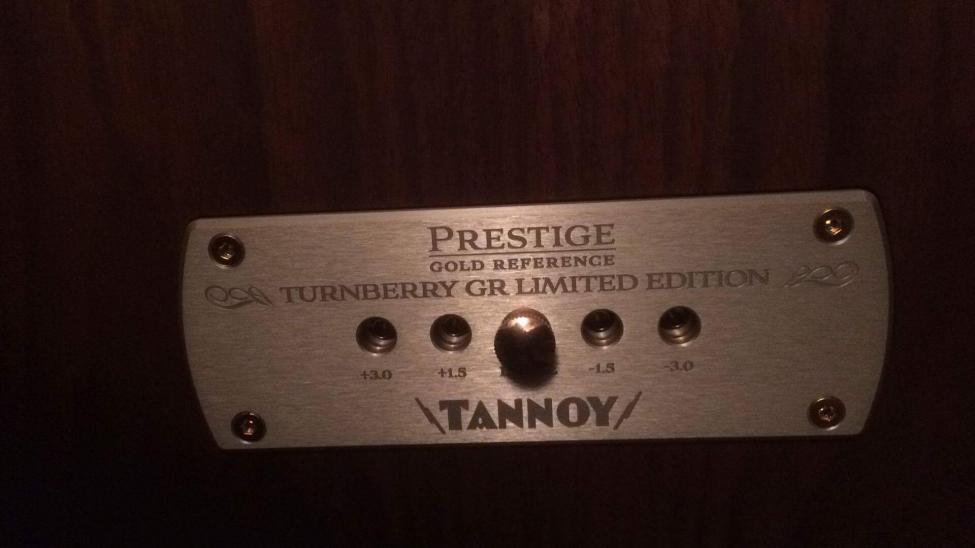 PRESTIGE
GOLD REFERENCE
TURNBERRY GR LIMITED EDITION
+3.0 +1.5 -1.5 -3.0
TANNOY